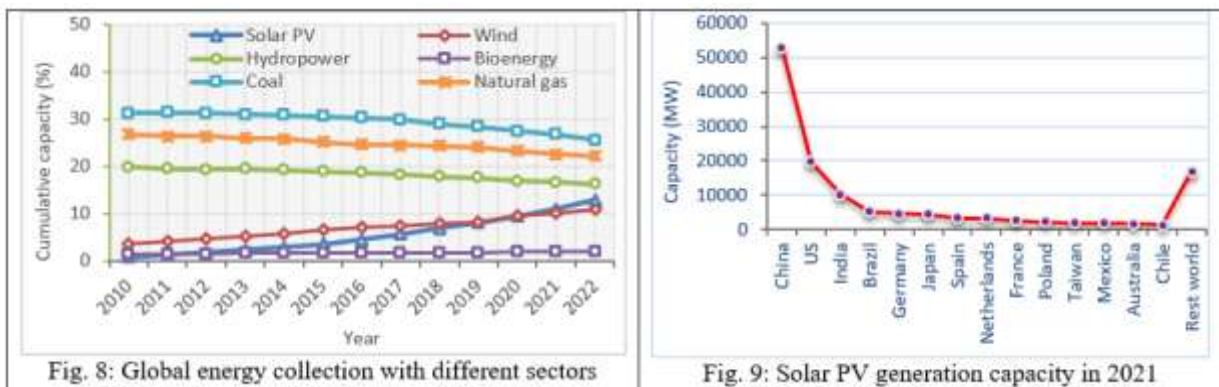 50
40
30
20
10
0
Cumulative capacity (%)
Solar PV
Wind
Hydropower
Bioenergy
Coal
Natural gas
2010
2011
2012
2013
2014
2015
2016
2017
2018
2019
2020
2021
2022
Year
Fig. 8: Global energy collection with different sectors
60000
50000
40000
30000
20000
10000
0
Capacity (MW)
China
US
India
Brazil
Germany
Japan
Spain
Netherlands
France
Poland
Taiwan
Mexico
Australia
Chile
Rest world
Fig. 9: Solar PV generation capacity in 2021